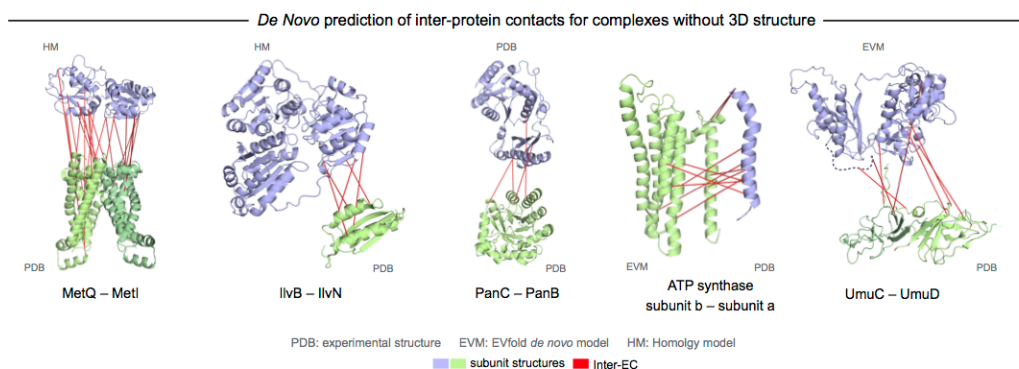 De Novo prediction of inter-protein contacts for complexes without 3D structure
HM
HM
PDB
EVM
PDB
PDB
PDB
EVM
PDB
PDB
MetQ – MetI
IlvB – IlvN
PanC – PanB
ATP synthase
subunit b – subunit a
UmuC – UmuD
PDB: experimental structure EVM: EVfold de novo model HM: Homolgy model
subunit structures Inter-EC